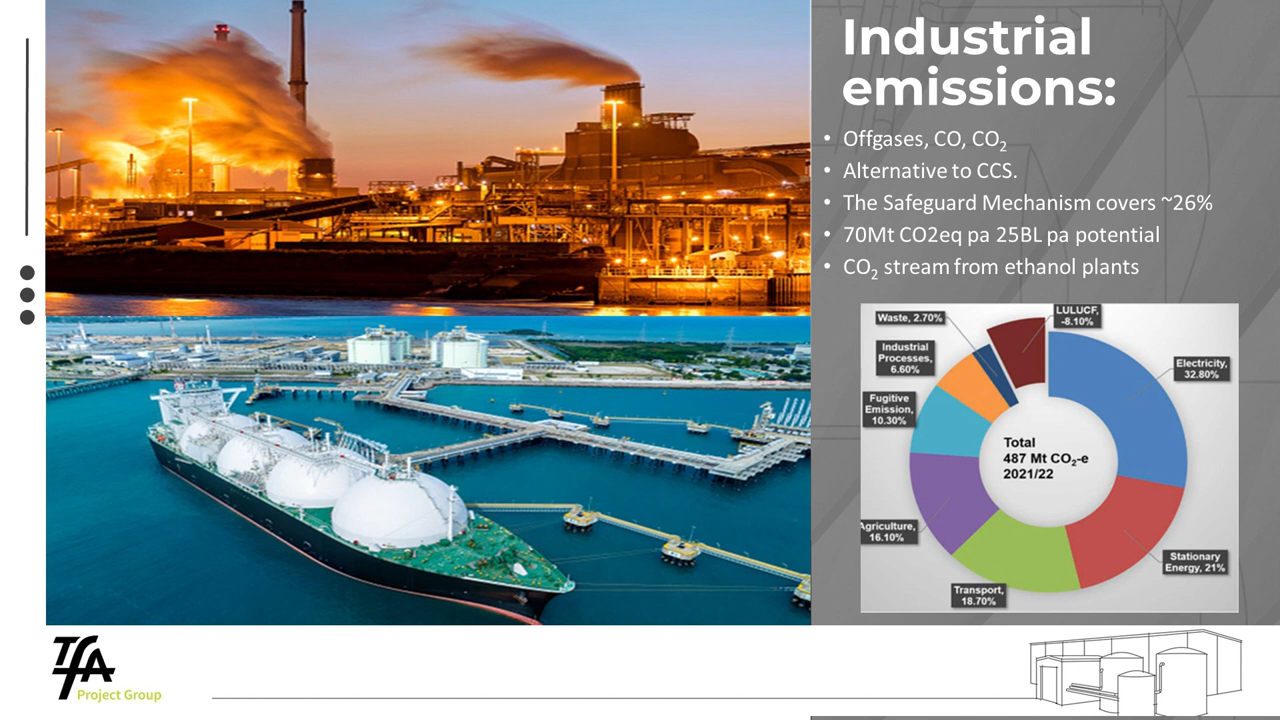 Industrial
emissions:
• Offgases, CO, CO₂
• Alternative to CCS.
• The Safeguard Mechanism covers ~26%
• 70Mt CO2eq pa 25BL pa potential
• CO₂ stream from ethanol plants
LULUCF,
-8.10%
Waste, 2.70%
Industrial
Processes,
6.60%
Electricity,
32.80%
Fugitive
Emission,
10.30%
Total
487 Mt CO₂-e
2021/22
Agriculture,
16.10%
Stationary
Energy, 21%
Transport,
18.70%
TFA
Project Group